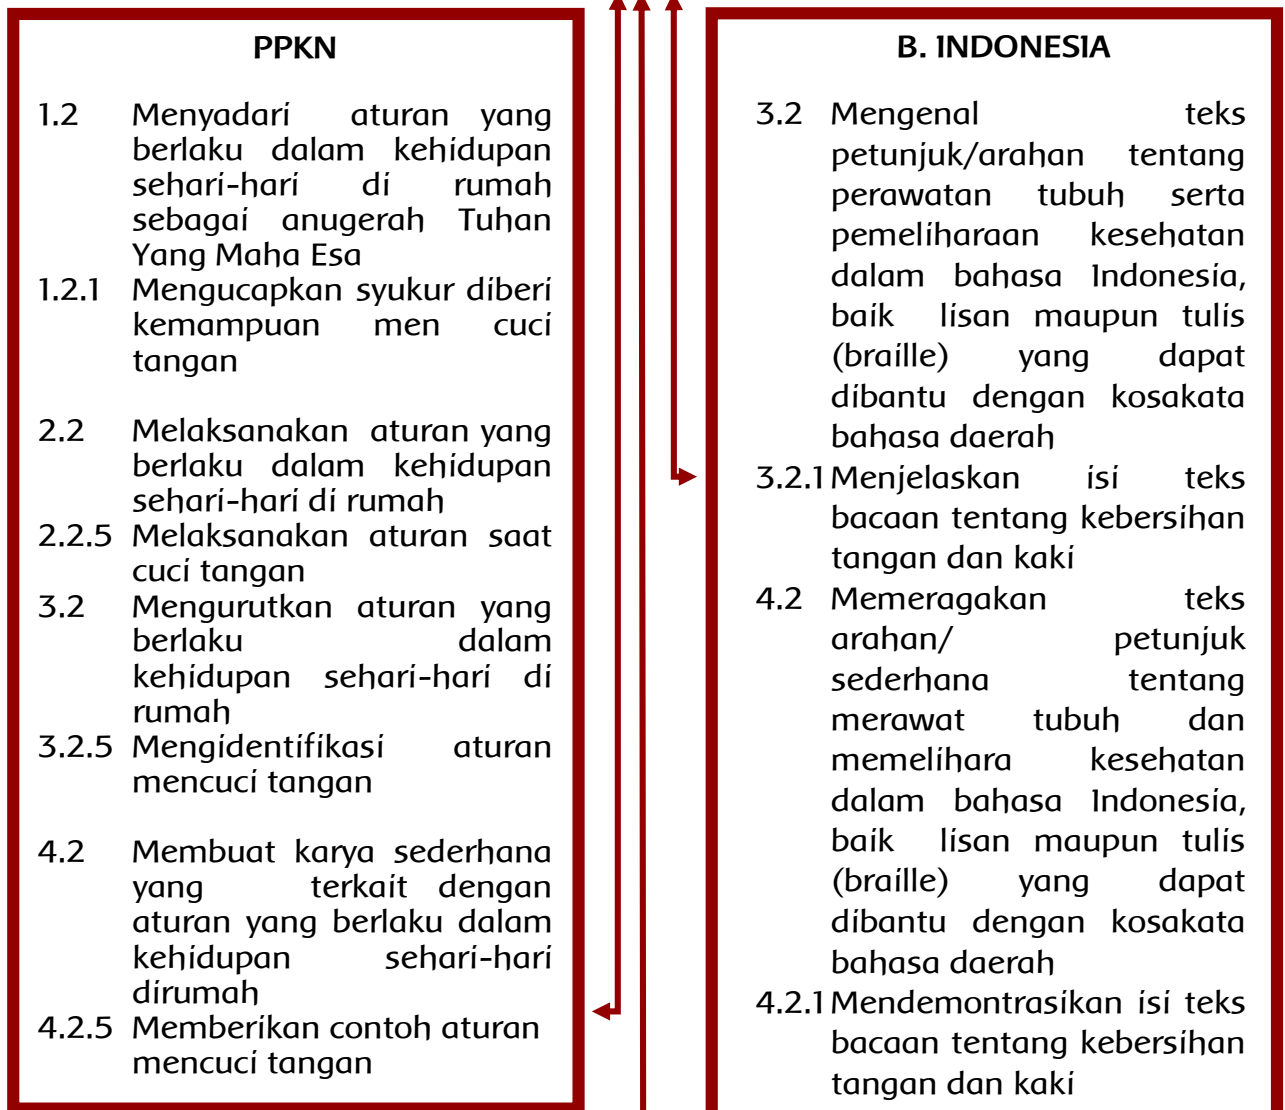 PPKN
1.2 Menyadari aturan yang
berlaku dalam kehidupan
sehari-hari di rumah
sebagai anugerah Tuhan
Yang Maha Esa
1.2.1 Mengucapkan syukur diberi
kemampuan men cuci
tangan
2.2 Melaksanakan aturan yang
berlaku dalam kehidupan
sehari-hari di rumah
2.2.5 Melaksanakan aturan saat
cuci tangan
3.2 Mengurutkan aturan yang
berlaku dalam
kehidupan sehari-hari di
rumah
3.2.5 Mengidentifikasi aturan
mencuci tangan
4.2 Membuat karya sederhana
yang terkait dengan
aturan yang berlaku dalam
kehidupan sehari-hari
dirumah
4.2.5 Memberikan contoh aturan
mencuci tangan
B. INDONESIA
3.2 Mengenal teks
petunjuk/arahan tentang
perawatan tubuh serta
pemeliharaan kesehatan
dalam bahasa Indonesia,
baik lisan maupun tulis
(braille) yang dapat
dibantu dengan kosakata
bahasa daerah
3.2.1 Menjelaskan isi teks
bacaan tentang kebersihan
tangan dan kaki
4.2 Memeragakan teks
arahan/ petunjuk
sederhana tentang
merawat tubuh dan
memelihara kesehatan
dalam bahasa Indonesia,
baik lisan maupun tulis
(braille) yang dapat
dibantu dengan kosakata
bahasa daerah
4.2.1 Mendemontrasikan isi teks
bacaan tentang kebersihan
tangan dan kaki